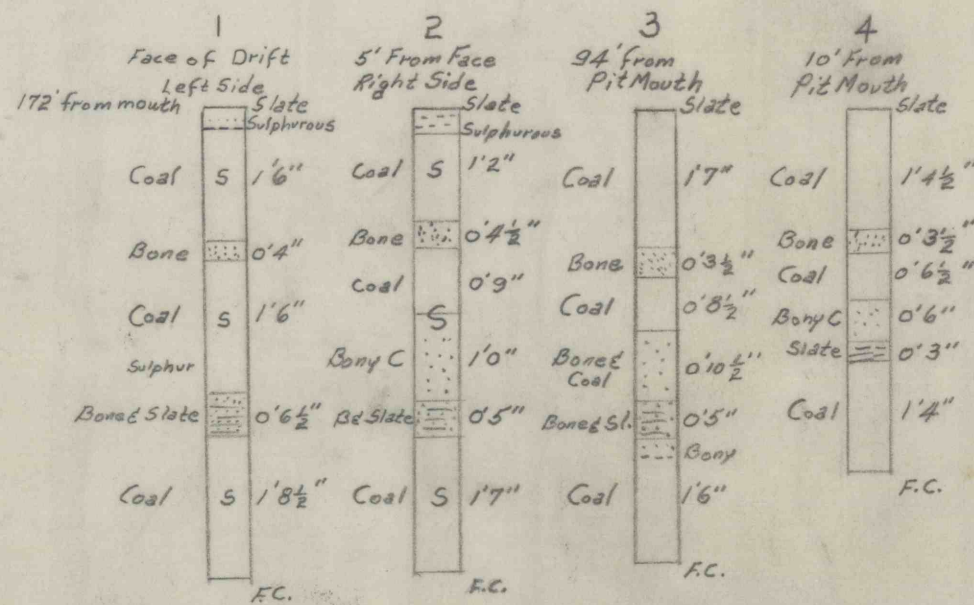 1
Face of Drift
Left Side
172' from mouth
Slate
Sulphurous
Coal S 1'6"
Bone 0'4"
Coal S 1'6"
Sulphur
Bone & Slate 0'6½"
Coal S 1'8½"
F.C.
2
5' From Face
Right Side
Slate
Sulphurous
Coal S 1'2"
Bone 0'4½"
Coal 0'9"
S
Bony C 1'0"
B & Slate 0'5"
Coal S 1'7"
F.C.
3
94' from
Pit Mouth
Slate
Coal 1'7"
Bone 0'3½"
Coal 0'8½"
Bone &
Coal 0'10½"
Bone & Sl. 0'5"
Bony
Coal 1'6"
F.C.
4
10' From
Pit Mouth
Slate
Coal 1'4½"
Bone 0'3½"
Coal 0'6½"
Bony C 0'6"
Slate 0'3"
Coal 1'4"
F.C.